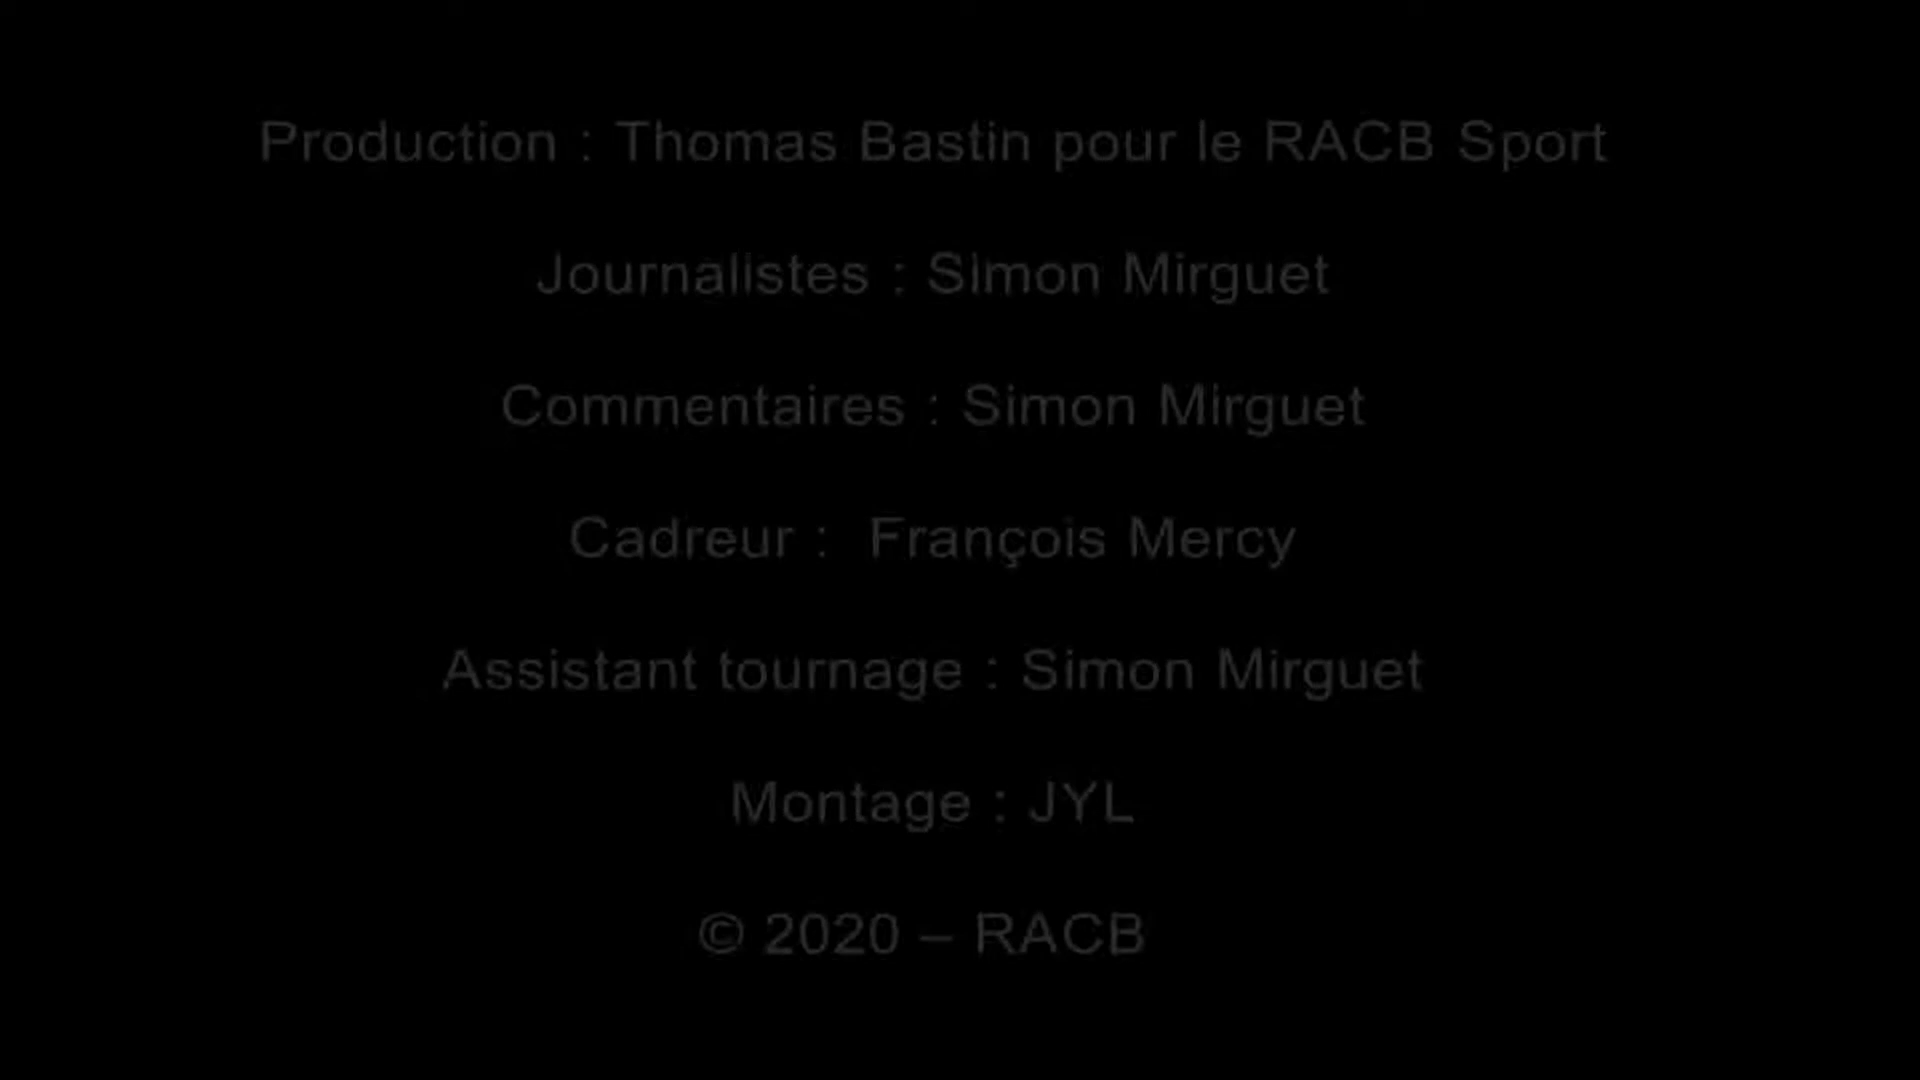 Production : Thomas Bastin pour le RACB Sport
Journalistes : Simon Mirguet
Commentaires : Simon Mirguet
Cadreur :  François Mercy
Assistant tournage : Simon Mirguet
Montage : JYL
© 2020 – RACB